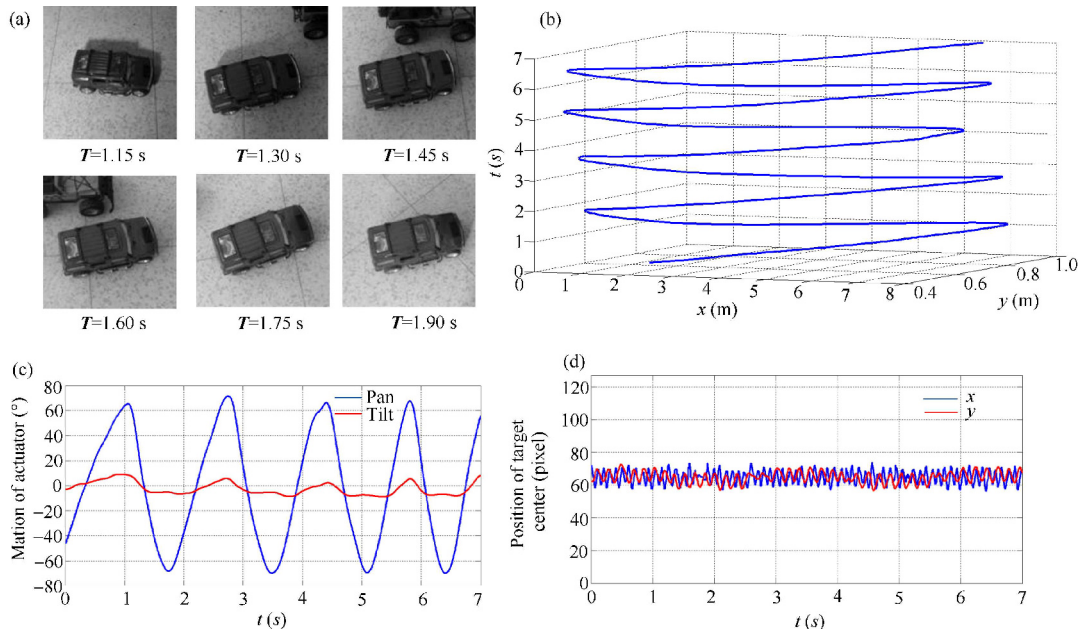 (a)
T=1.15 s
T=1.30 s
T=1.45 s
T=1.60 s
T=1.75 s
T=1.90 s
(b)
7
6
5
4
3
2
1
0
t (s)
0 1 2 3 4 5 6 7 8
x (m)
0.4 0.6 0.8 1.0
y (m)
(c)
80
60
40
20
0
−20
−40
−60
−80
Mation of actuator (°)
Pan
Tilt
0 1 2 3 4 5 6 7
t (s)
(d)
120
100
80
60
40
20
0
Position of target
center (pixel)
x
y
0 1 2 3 4 5 6 7
t (s)